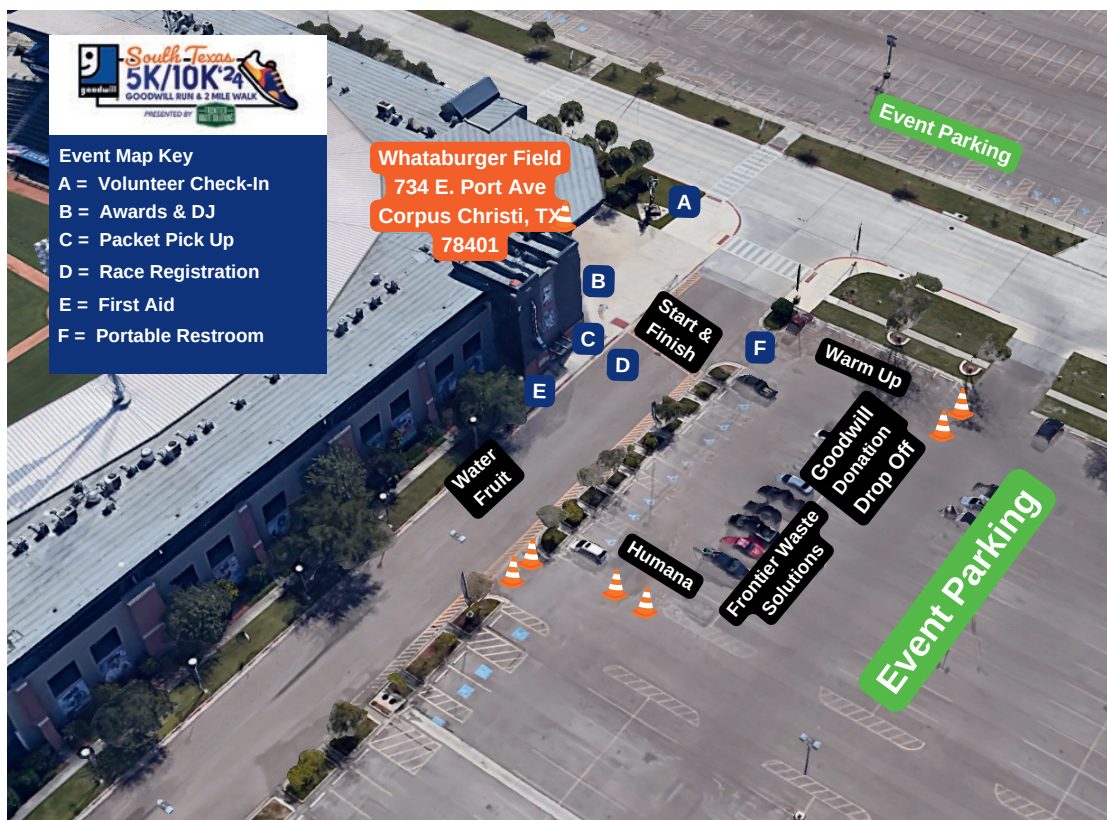 goodwill
South Texas
5K/10K '24
GOODWILL RUN & 2 MILE WALK
PRESENTED BY
FRONTIER
WASTE SOLUTIONS
Event Map Key
A = Volunteer Check-In
B = Awards & DJ
C = Packet Pick Up
D = Race Registration
E = First Aid
F = Portable Restroom
Whataburger Field
734 E. Port Ave
Corpus Christi, TX
78401
Event Parking
A
B
C
D
E
F
Start &
Finish
Warm Up
Water
Fruit
Goodwill
Donation
Drop Off
Humana
Frontier Waste
Solutions
Event Parking